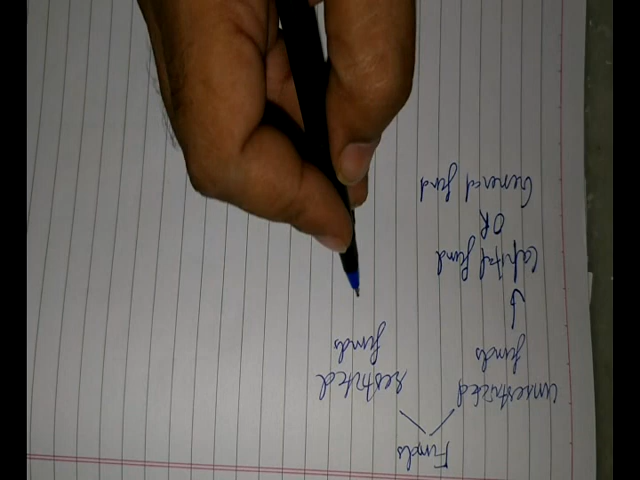 Funds
unrestricted
funds
restricted
funds
Capital fund
OR
General fund